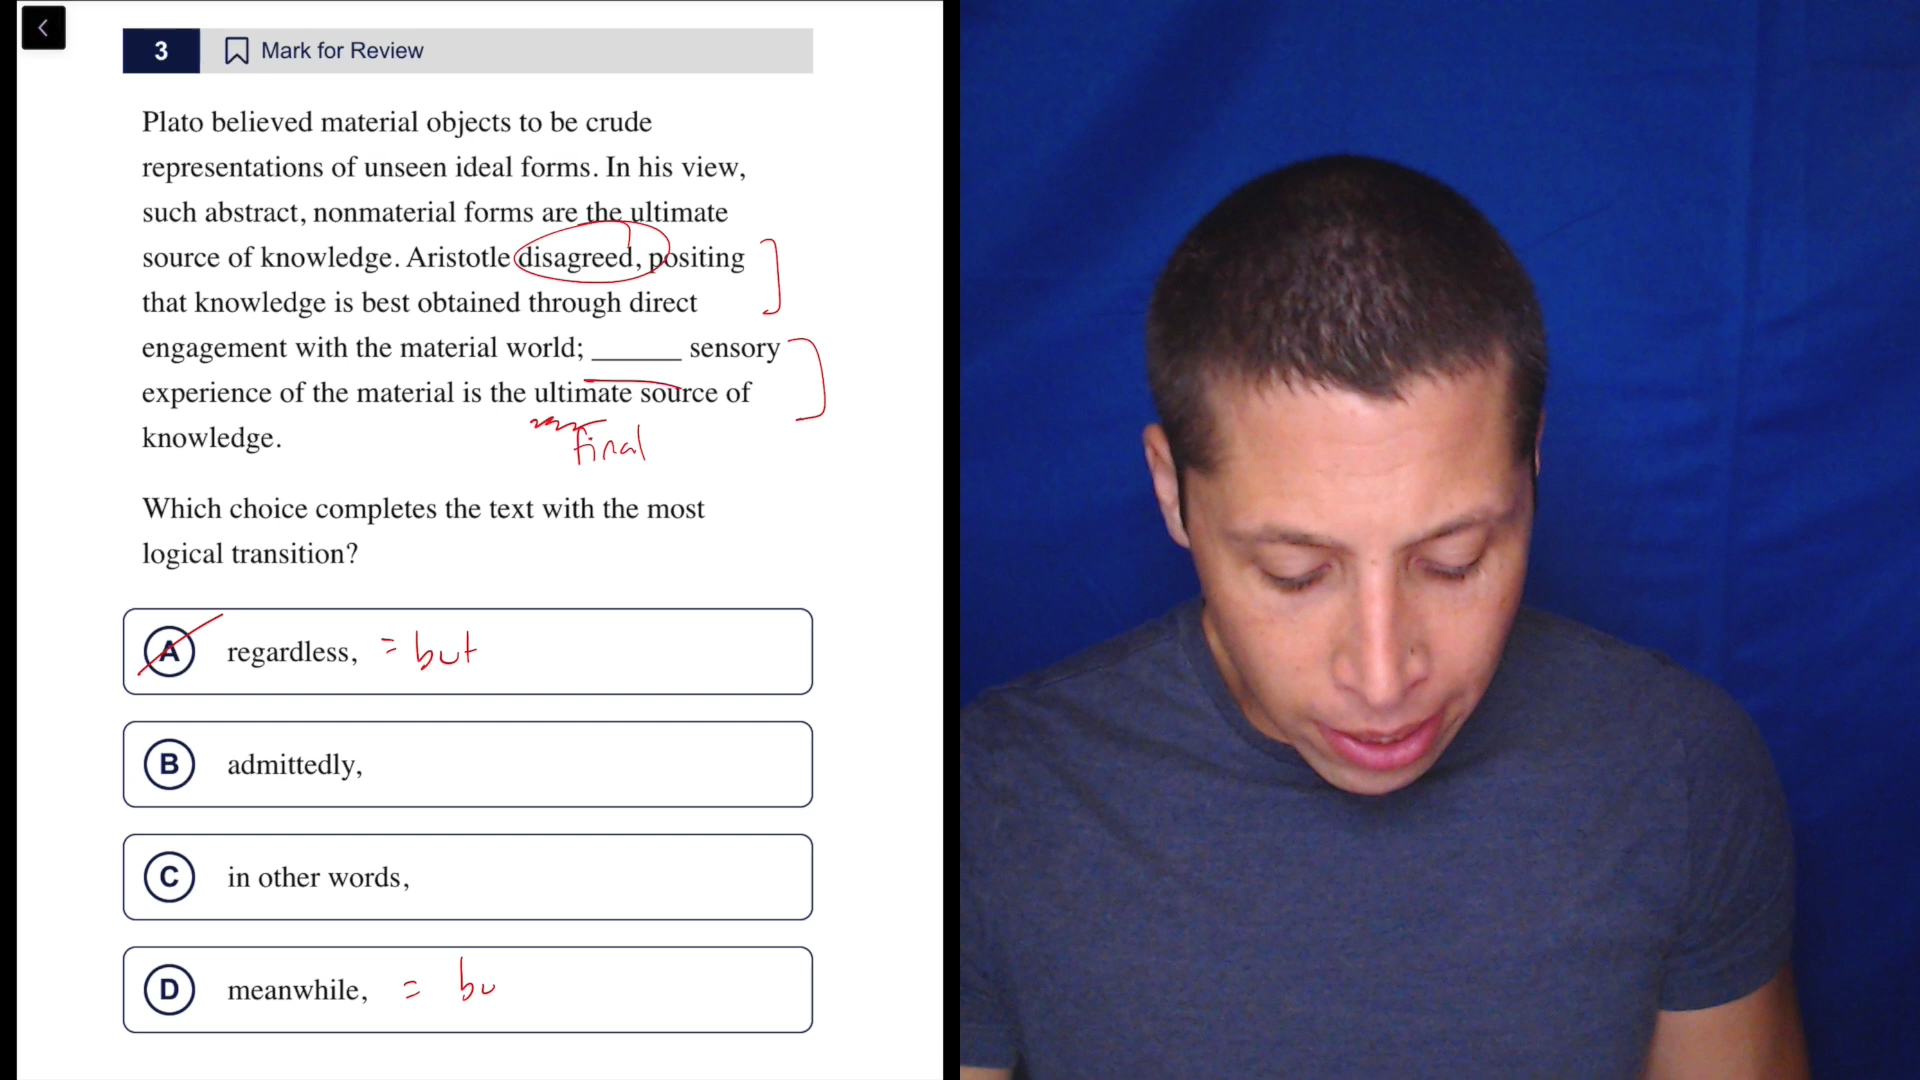 3 Mark for Review
Plato believed material objects to be crude
representations of unseen ideal forms. In his view,
such abstract, nonmaterial forms are the ultimate
source of knowledge. Aristotle disagreed, positing
that knowledge is best obtained through direct
engagement with the material world; ______ sensory
experience of the material is the ultimate source of
knowledge.
final
Which choice completes the text with the most
logical transition?
A regardless, = but
B admittedly,
C in other words,
D meanwhile, = bu